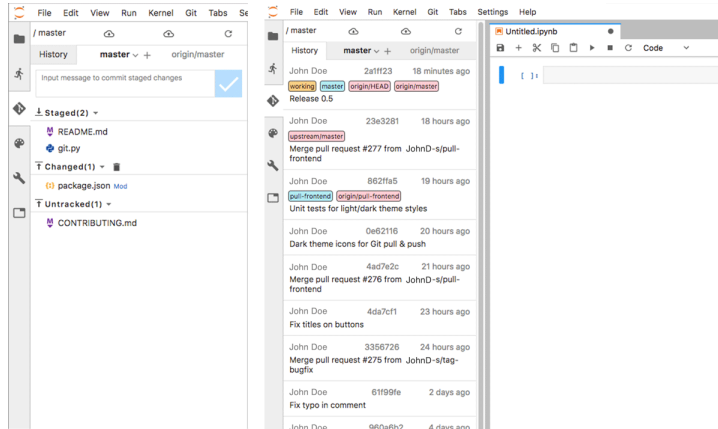 File Edit View Run Kernel Git Tabs Se
/ master
History master + origin/master
Input message to commit staged changes
Staged(2)
README.md
git.py
Changed(1)
package.json Mod
Untracked(1)
CONTRIBUTING.md
File Edit View Run Kernel Git Tabs Settings Help
/ master
History master + origin/master
John Doe 2a1ff23 18 minutes ago
working master origin/HEAD origin/master
Release 0.5
John Doe 23e3281 18 hours ago
upstream/master
Merge pull request #277 from JohnD-s/pull-
frontend
John Doe 862ffa5 19 hours ago
pull-frontend origin/pull-frontend
Unit tests for light/dark theme styles
John Doe 0e62116 20 hours ago
Dark theme icons for Git pull & push
John Doe 4ad7e2c 21 hours ago
Merge pull request #276 from JohnD-s/pull-
frontend
John Doe 4da7cf1 23 hours ago
Fix titles on buttons
John Doe 3356726 24 hours ago
Merge pull request #275 from JohnD-s/tag-
bugfix
John Doe 61f99fe 2 days ago
Fix typo in comment
John Doe 960a6b2 4 days ago
Untitled.ipynb
Code
[ ]: